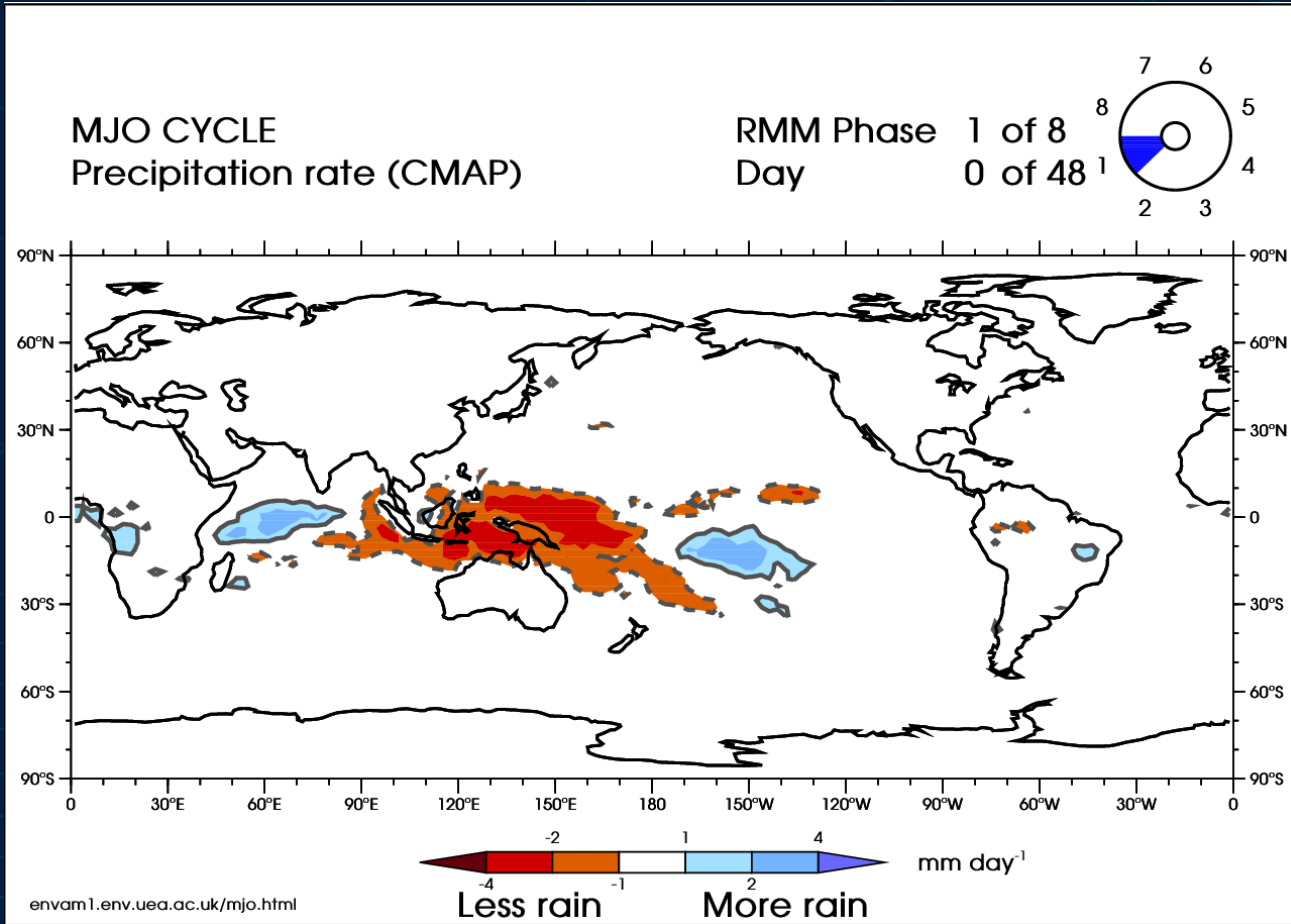 7 6
MJO CYCLE RMM Phase 1 of 8 8 5
Precipitation rate (CMAP) Day 0 of 48 1 4
2 3
90°N 90°N
60°N 60°N
30°N 30°N
0 0
30°S 30°S
60°S 60°S
90°S 90°S
0 30°E 60°E 90°E 120°E 150°E 180 150°W 120°W 90°W 60°W 30°W 0
-2 1 4
mm day⁻¹
-4 -1 2
envam1.env.uea.ac.uk/mjo.html Less rain More rain